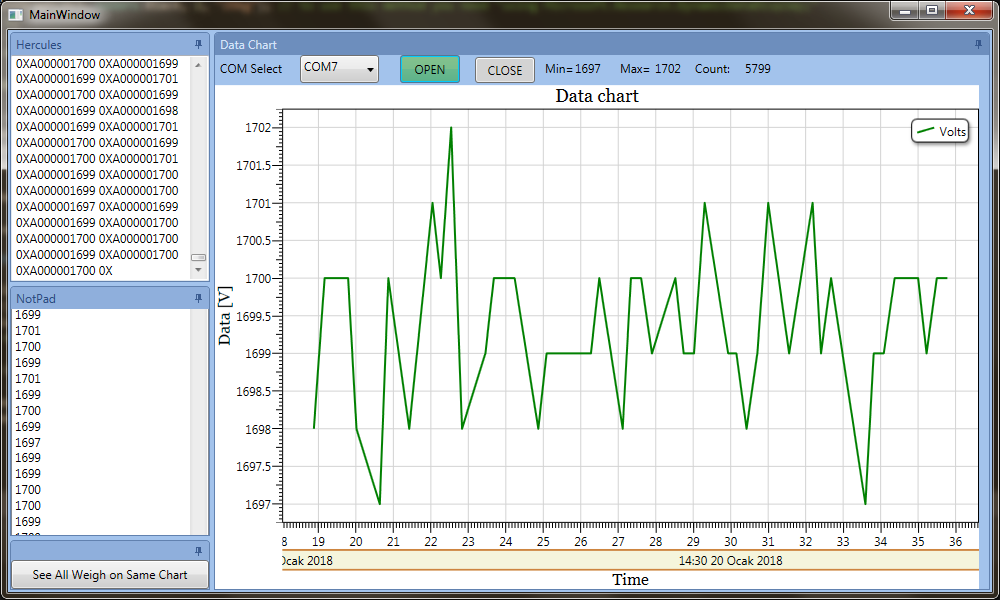 MainWindow
Hercules
0XA000001700 0XA000001699
0XA000001699 0XA000001701
0XA000001700 0XA000001699
0XA000001699 0XA000001698
0XA000001699 0XA000001701
0XA000001700 0XA000001699
0XA000001700 0XA000001701
0XA000001699 0XA000001700
0XA000001699 0XA000001700
0XA000001697 0XA000001699
0XA000001699 0XA000001700
0XA000001700 0XA000001700
0XA000001699 0XA000001700
0XA000001700 0X
NotPad
1699
1701
1700
1699
1701
1699
1700
1699
1697
1699
1699
1700
1700
1699
See All Weigh on Same Chart
Data Chart
COM Select COM7 OPEN CLOSE Min= 1697 Max= 1702 Count: 5799
Data chart
Volts
Data [V]
1702
1701.5
1701
1700.5
1700
1699.5
1699
1698.5
1698
1697.5
1697
8 19 20 21 22 23 24 25 26 27 28 29 30 31 32 33 34 35 36
Ocak 2018 14:30 20 Ocak 2018
Time